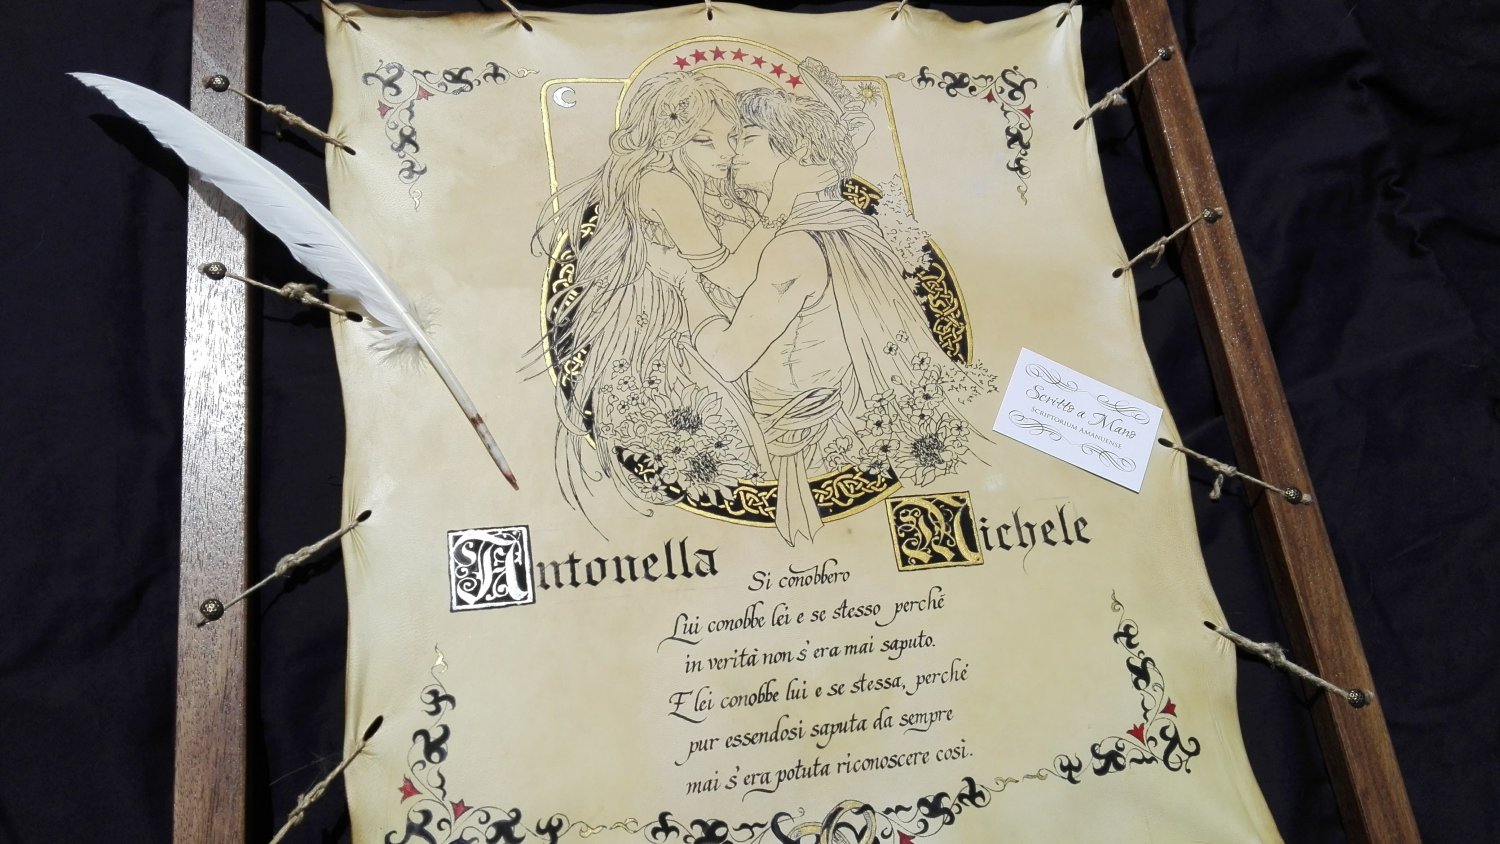 Antonella
Michele
Si conobbero
Lui conobbe lei e se stesso perché
in verità non s'era mai saputo.
E lei conobbe lui e se stessa, perché
pur essendosi saputa da sempre
mai s'era potuta riconoscere così.
Scritto a Mano
Scriptorium Amanuense